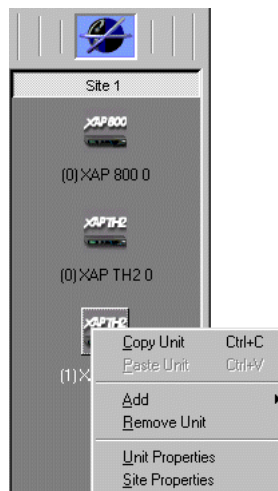 Site 1
XAP 800
(0) XAP 800 0
XAP TH2
(0) XAP TH2 0
XAP TH2
(1) X
Copy Unit Ctrl+C
Paste Unit Ctrl+V
Add
Remove Unit
Unit Properties
Site Properties